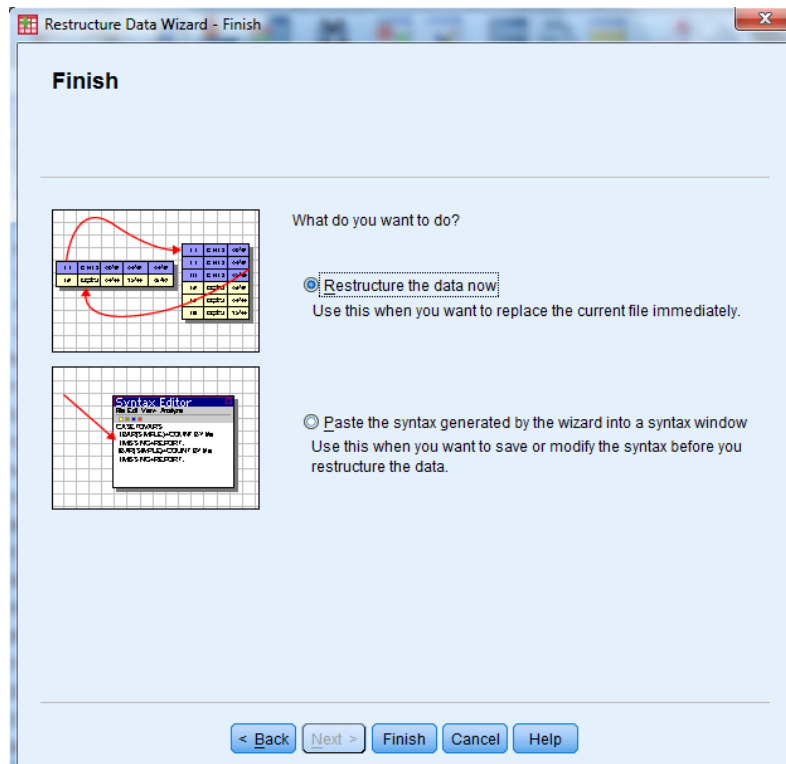 Restructure Data Wizard - Finish
Finish
What do you want to do?
Restructure the data now
Use this when you want to replace the current file immediately.
Syntax Editor
Paste the syntax generated by the wizard into a syntax window
Use this when you want to save or modify the syntax before you
restructure the data.
< Back
Next >
Finish
Cancel
Help